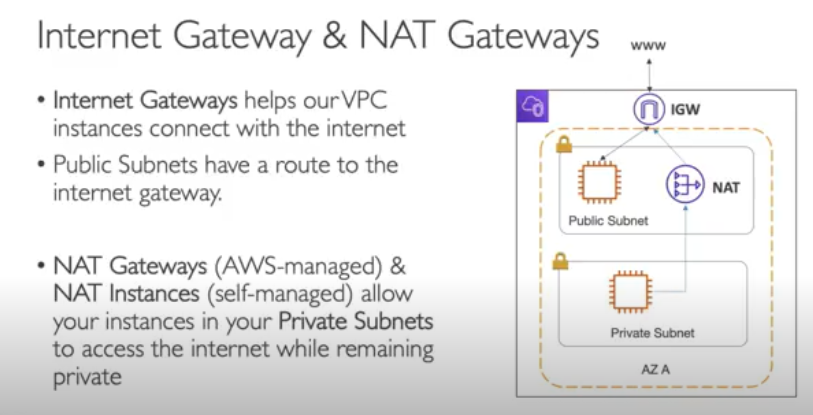 Internet Gateway & NAT Gateways
• Internet Gateways helps our VPC
instances connect with the internet
• Public Subnets have a route to the
internet gateway.
• NAT Gateways (AWS-managed) &
NAT Instances (self-managed) allow
your instances in your Private Subnets
to access the internet while remaining
private
www
IGW
NAT
Public Subnet
Private Subnet
AZ A